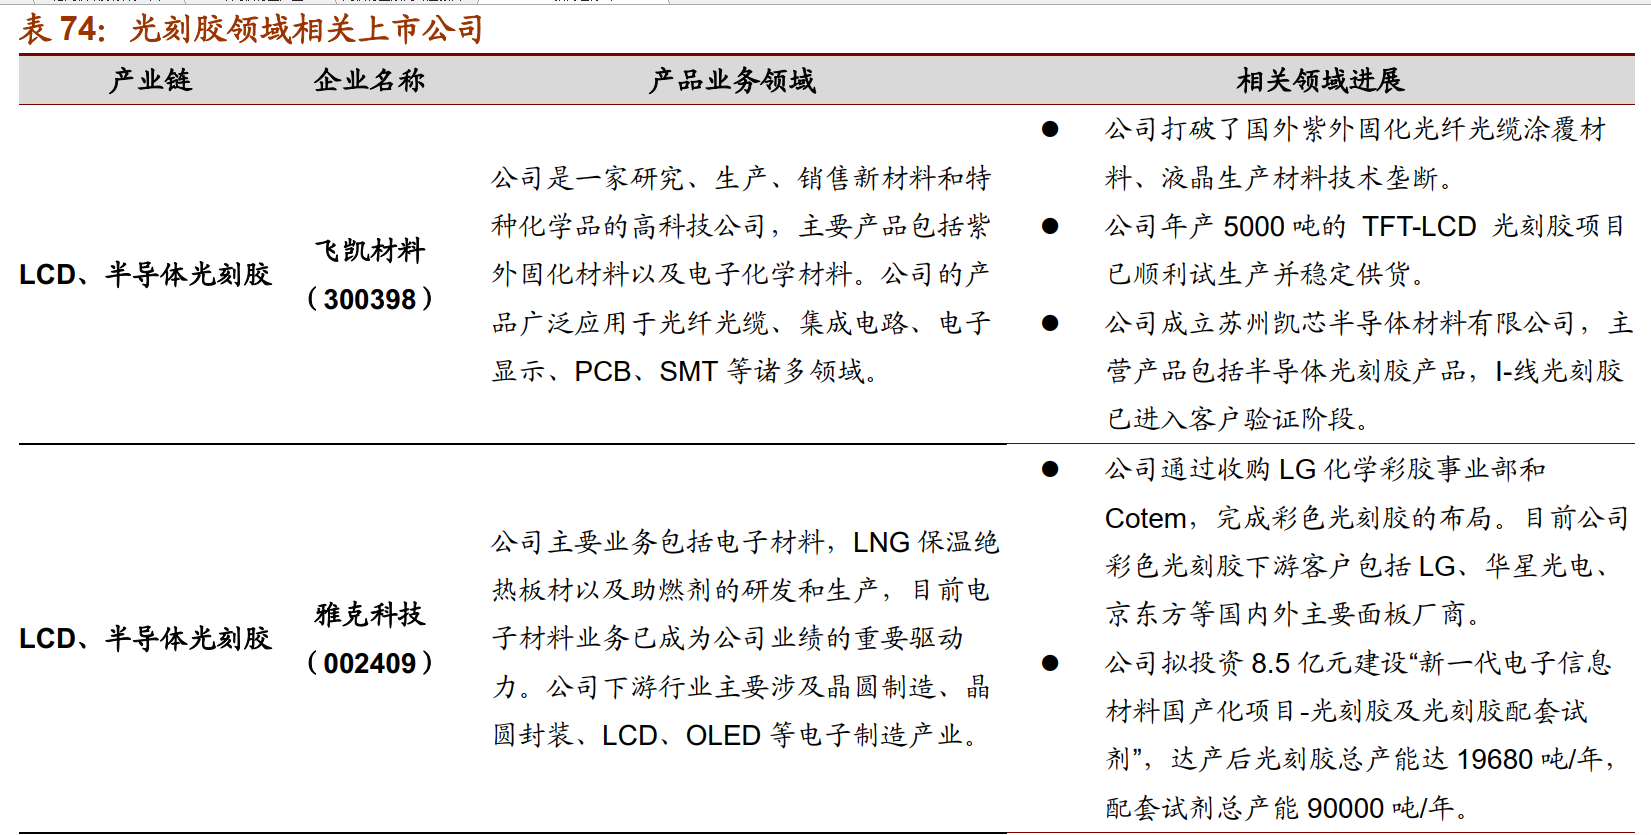 表 74：光刻胶领域相关上市公司
产业链 企业名称 产品业务领域 相关领域进展
LCD、半导体光刻胶
飞凯材料
（300398）
公司是一家研究、生产、销售新材料和特
种化学品的高科技公司，主要产品包括紫
外固化材料以及电子化学材料。公司的产
品广泛应用于光纤光缆、集成电路、电子
显示、PCB、SMT 等诸多领域。
● 公司打破了国外紫外固化光纤光缆涂覆材
料、液晶生产材料技术垄断。
● 公司年产 5000 吨的 TFT-LCD 光刻胶项目
已顺利试生产并稳定供货。
● 公司成立苏州凯芯半导体材料有限公司，主
营产品包括半导体光刻胶产品，I-线光刻胶
已进入客户验证阶段。
LCD、半导体光刻胶
雅克科技
（002409）
公司主要业务包括电子材料，LNG 保温绝
热板材以及助燃剂的研发和生产，目前电
子材料业务已成为公司业绩的重要驱动
力。公司下游行业主要涉及晶圆制造、晶
圆封装、LCD、OLED 等电子制造产业。
● 公司通过收购 LG 化学彩胶事业部和
Cotem，完成彩色光刻胶的布局。目前公司
彩色光刻胶下游客户包括 LG、华星光电、
京东方等国内外主要面板厂商。
● 公司拟投资 8.5 亿元建设“新一代电子信息
材料国产化项目-光刻胶及光刻胶配套试
剂”，达产后光刻胶总产能达 19680 吨/年，
配套试剂总产能 90000 吨/年。